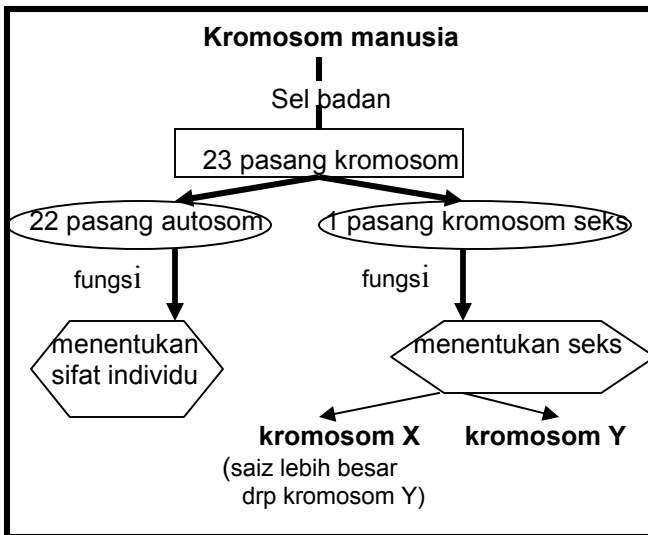 Kromosom manusia
Sel badan
23 pasang kromosom
22 pasang autosom
1 pasang kromosom seks
fungsi
fungsi
menentukan
sifat individu
menentukan seks
kromosom X
(saiz lebih besar
drp kromosom Y)
kromosom Y